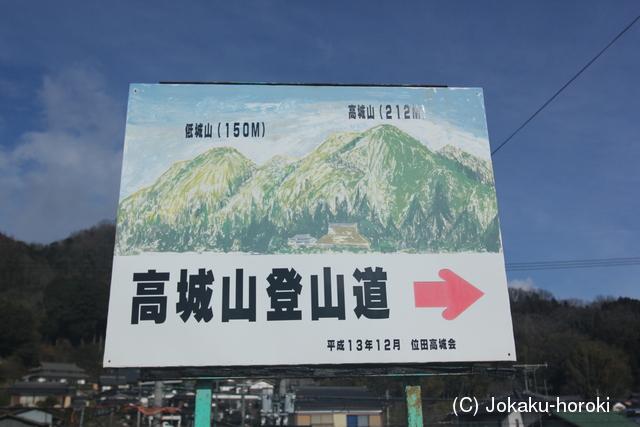 高城山(212M)
低城山(150M)
高城山登山道
平成13年12月 位田高城会
(C) Jokaku-horoki